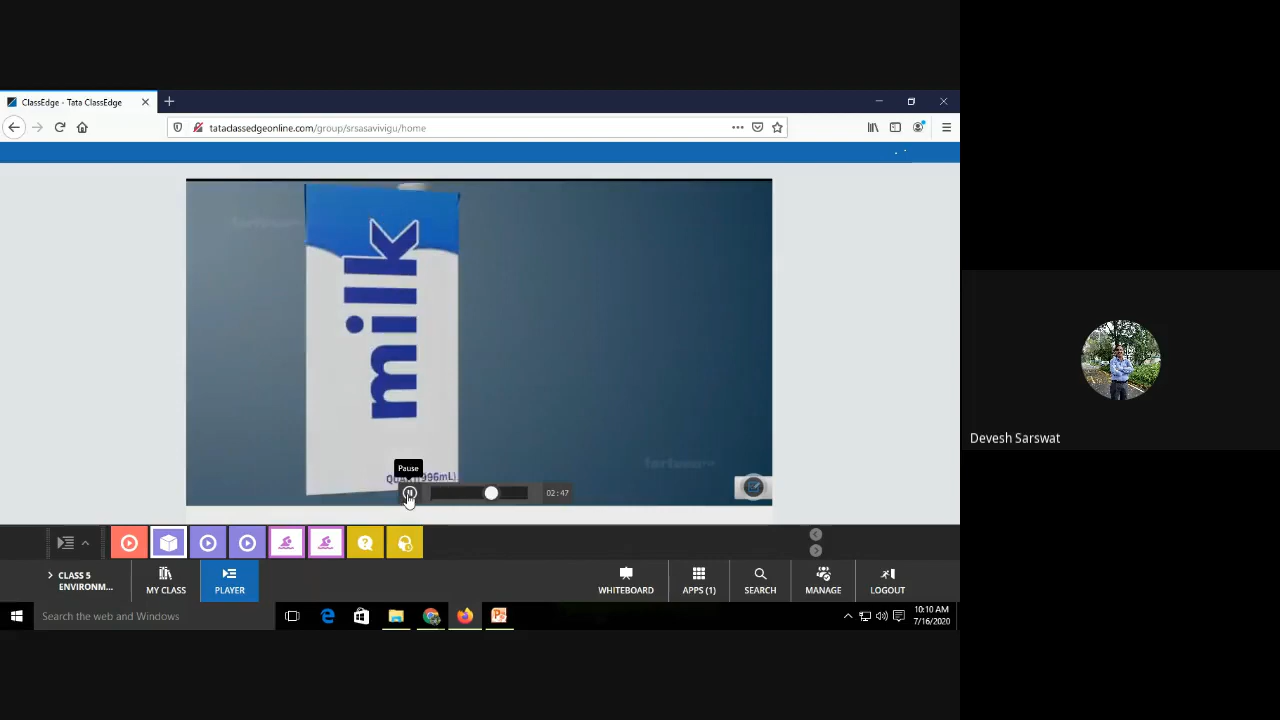 ClassEdge - Tata ClassEdge
tataclassedgeonline.com/group/srsasavivigu/home
milk
Pause
02:47
CLASS 5
ENVIRONM...
MY CLASS
PLAYER
WHITEBOARD
APPS (1)
SEARCH
MANAGE
LOGOUT
Search the web and Windows
10:10 AM
7/16/2020
Devesh Sarswat